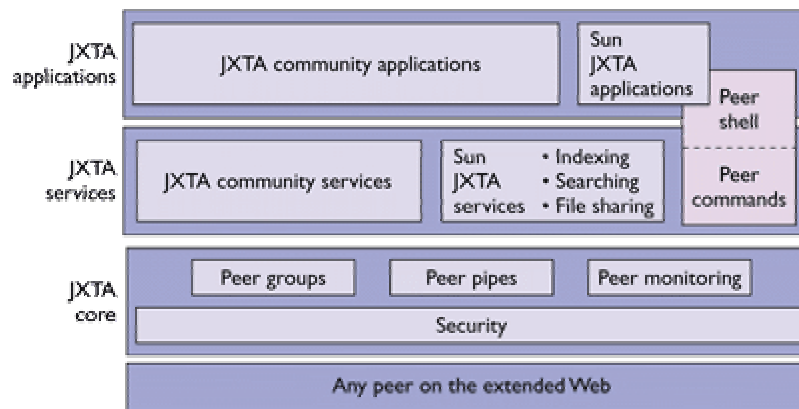 JXTA
applications
JXTA community applications
Sun
JXTA
applications
Peer
shell
JXTA
services
JXTA community services
Sun
JXTA
services
• Indexing
• Searching
• File sharing
Peer
commands
JXTA
core
Peer groups
Peer pipes
Peer monitoring
Security
Any peer on the extended Web